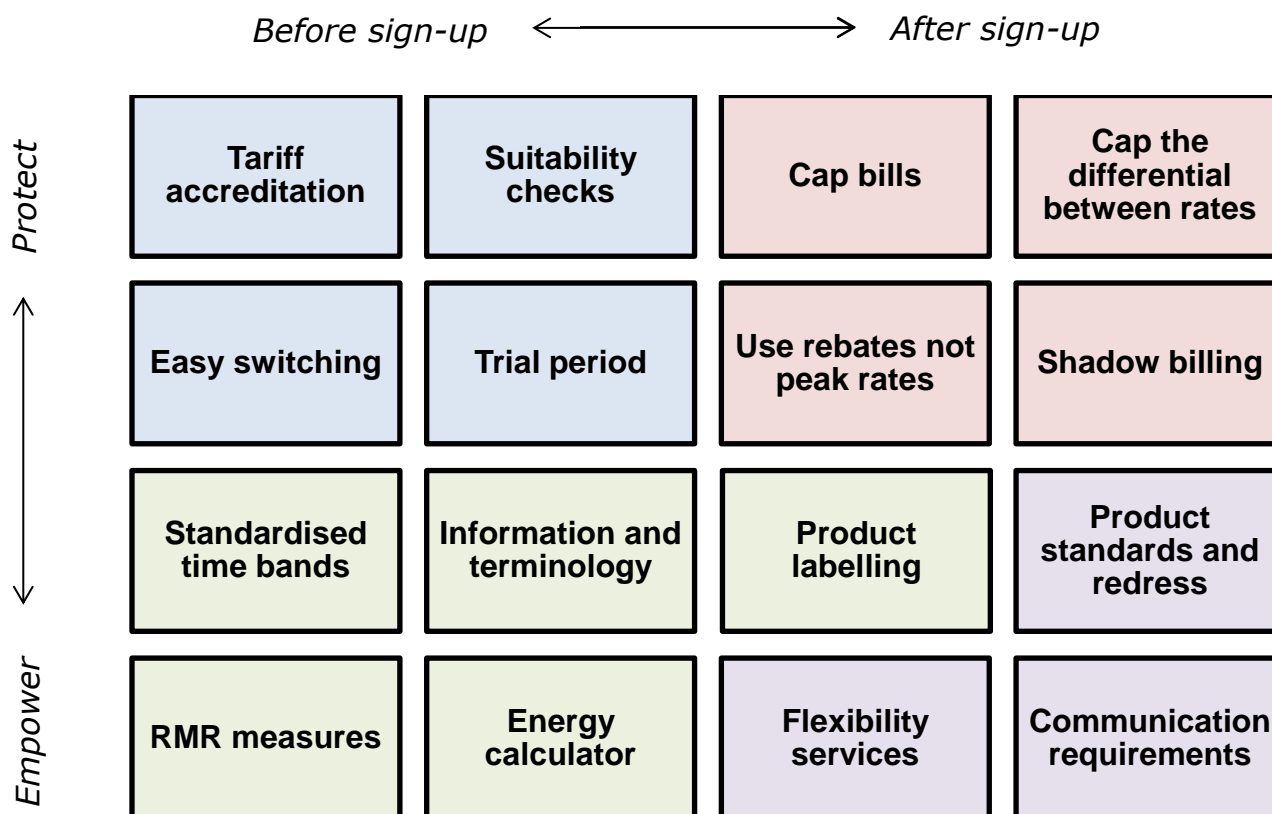 Before sign-up
After sign-up
Protect
Empower
Tariff
accreditation
Suitability
checks
Cap bills
Cap the
differential
between rates
Easy switching
Trial period
Use rebates not
peak rates
Shadow billing
Standardised
time bands
Information and
terminology
Product
labelling
Product
standards and
redress
RMR measures
Energy
calculator
Flexibility
services
Communication
requirements